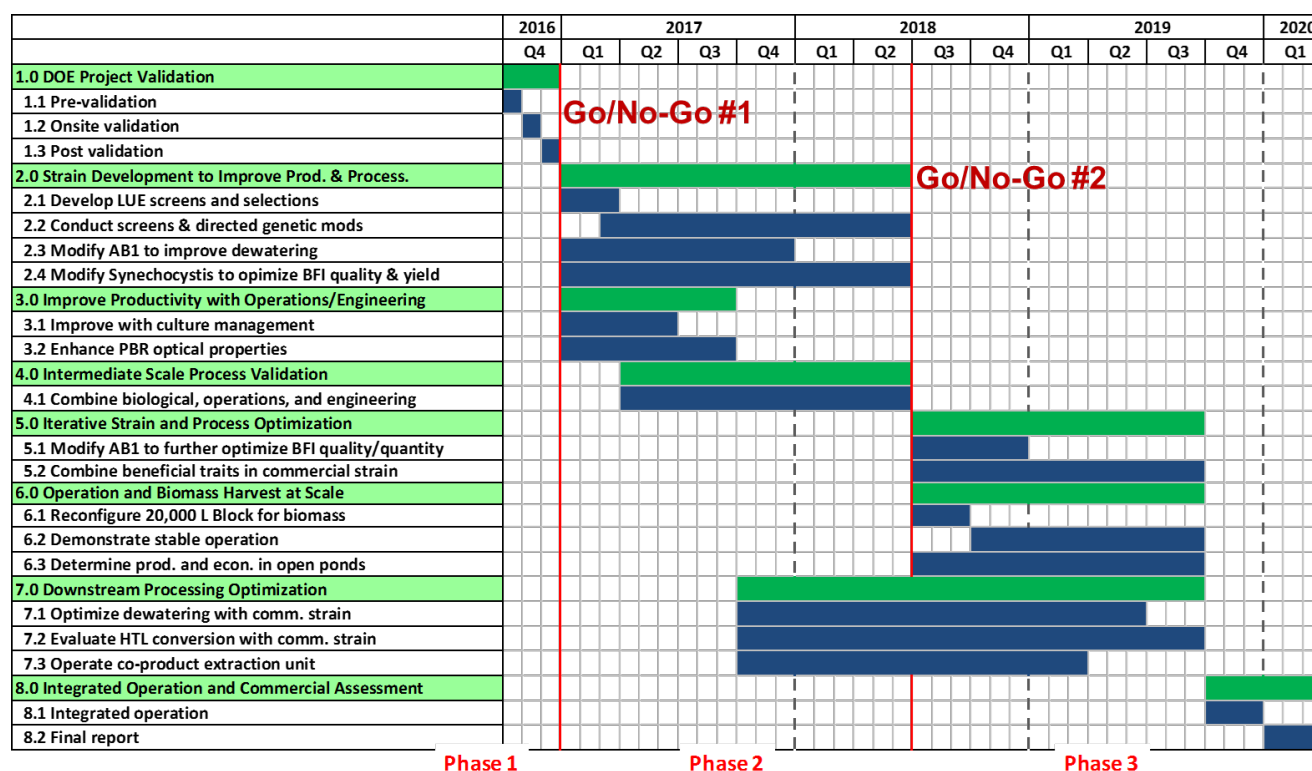 2016 2017 2018 2019 2020
Q4 Q1 Q2 Q3 Q4 Q1 Q2 Q3 Q4 Q1 Q2 Q3 Q4 Q1
1.0 DOE Project Validation
1.1 Pre-validation
Go/No-Go #1
1.2 Onsite validation
1.3 Post validation
2.0 Strain Development to Improve Prod. & Process.
Go/No-Go #2
2.1 Develop LUE screens and selections
2.2 Conduct screens & directed genetic mods
2.3 Modify AB1 to improve dewatering
2.4 Modify Synechocystis to opimize BFI quality & yield
3.0 Improve Productivity with Operations/Engineering
3.1 Improve with culture management
3.2 Enhance PBR optical properties
4.0 Intermediate Scale Process Validation
4.1 Combine biological, operations, and engineering
5.0 Iterative Strain and Process Optimization
5.1 Modify AB1 to further optimize BFI quality/quantity
5.2 Combine beneficial traits in commercial strain
6.0 Operation and Biomass Harvest at Scale
6.1 Reconfigure 20,000 L Block for biomass
6.2 Demonstrate stable operation
6.3 Determine prod. and econ. in open ponds
7.0 Downstream Processing Optimization
7.1 Optimize dewatering with comm. strain
7.2 Evaluate HTL conversion with comm. strain
7.3 Operate co-product extraction unit
8.0 Integrated Operation and Commercial Assessment
8.1 Integrated operation
8.2 Final report
Phase 1 Phase 2 Phase 3